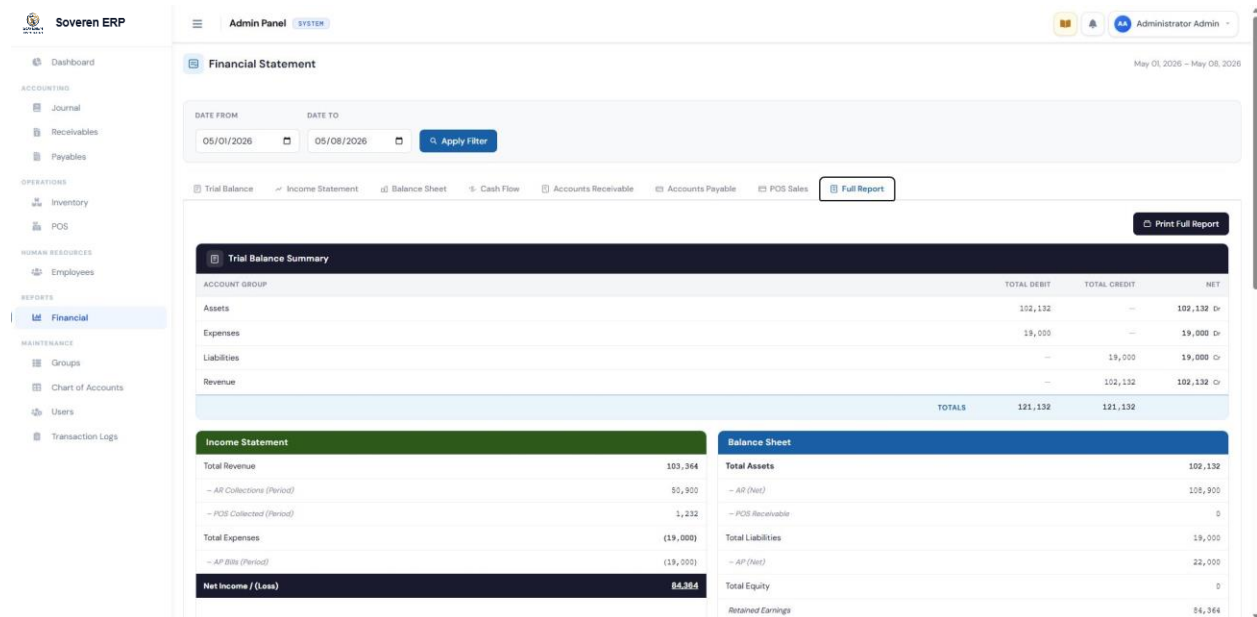 Soveren ERP
Admin Panel SYSTEM
AA Administrator Admin
Dashboard
ACCOUNTING
Journal
Receivables
Payables
OPERATIONS
Inventory
POS
HUMAN RESOURCES
Employees
REPORTS
Financial
MAINTENANCE
Groups
Chart of Accounts
Users
Transaction Logs
Financial Statement
May 01, 2026 – May 08, 2026
DATE FROM DATE TO
05/01/2026 05/08/2026 Apply Filter
Trial Balance Income Statement Balance Sheet Cash Flow Accounts Receivable Accounts Payable POS Sales Full Report
Print Full Report
Trial Balance Summary
ACCOUNT GROUP TOTAL DEBIT TOTAL CREDIT NET
Assets 102,132 — 102,132 Dr
Expenses 19,000 — 19,000 Dr
Liabilities — 19,000 19,000 Cr
Revenue — 102,132 102,132 Cr
TOTALS 121,132 121,132
Income Statement
Total Revenue 103,364
– AR Collections (Period) 50,900
– POS Collected (Period) 1,232
Total Expenses (19,000)
– AP Bills (Period) (19,000)
Net Income / (Loss) 84,364
Balance Sheet
Total Assets 102,132
– AR (Net) 108,900
– POS Receivable 0
Total Liabilities 19,000
– AP (Net) 22,000
Total Equity 0
Retained Earnings 84,364